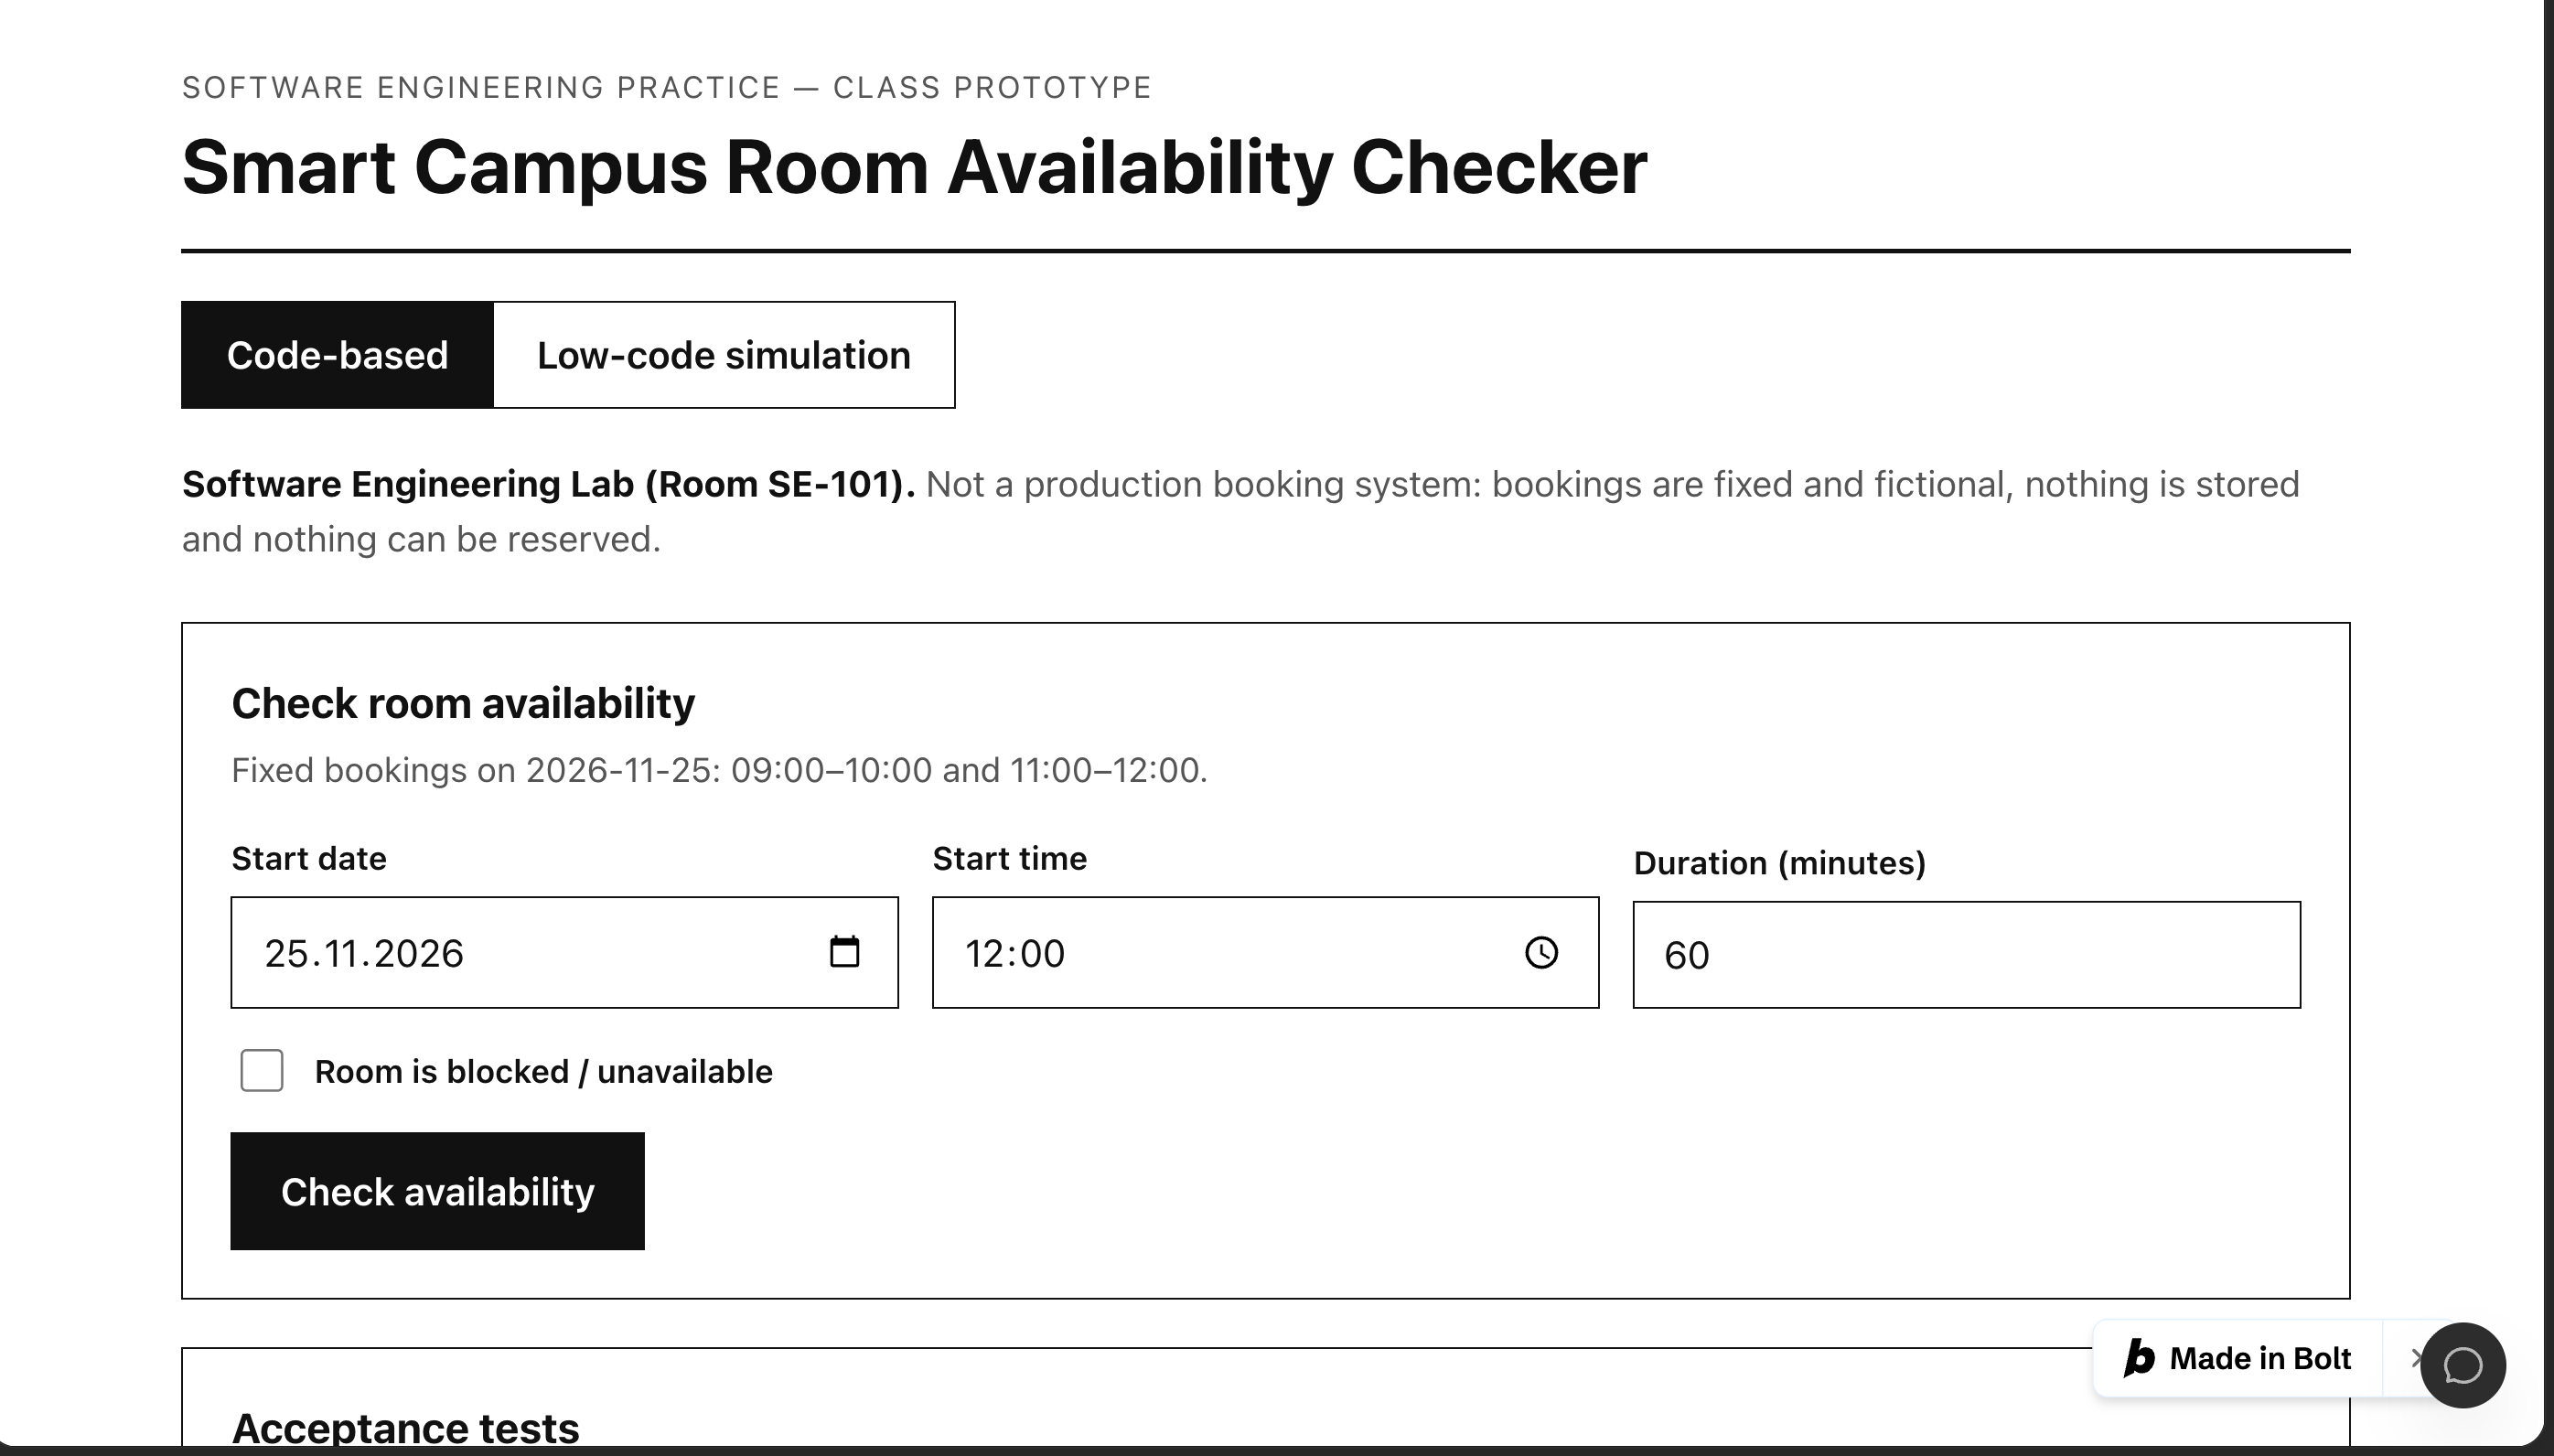 SOFTWARE ENGINEERING PRACTICE — CLASS PROTOTYPE
Smart Campus Room Availability Checker
Code-based
Low-code simulation
Software Engineering Lab (Room SE-101). Not a production booking system: bookings are fixed and fictional, nothing is stored
and nothing can be reserved.
Check room availability
Fixed bookings on 2026-11-25: 09:00–10:00 and 11:00–12:00.
Start date
Start time
Duration (minutes)
25.11.2026
12:00
60
Room is blocked / unavailable
Check availability
Made in Bolt
Acceptance tests